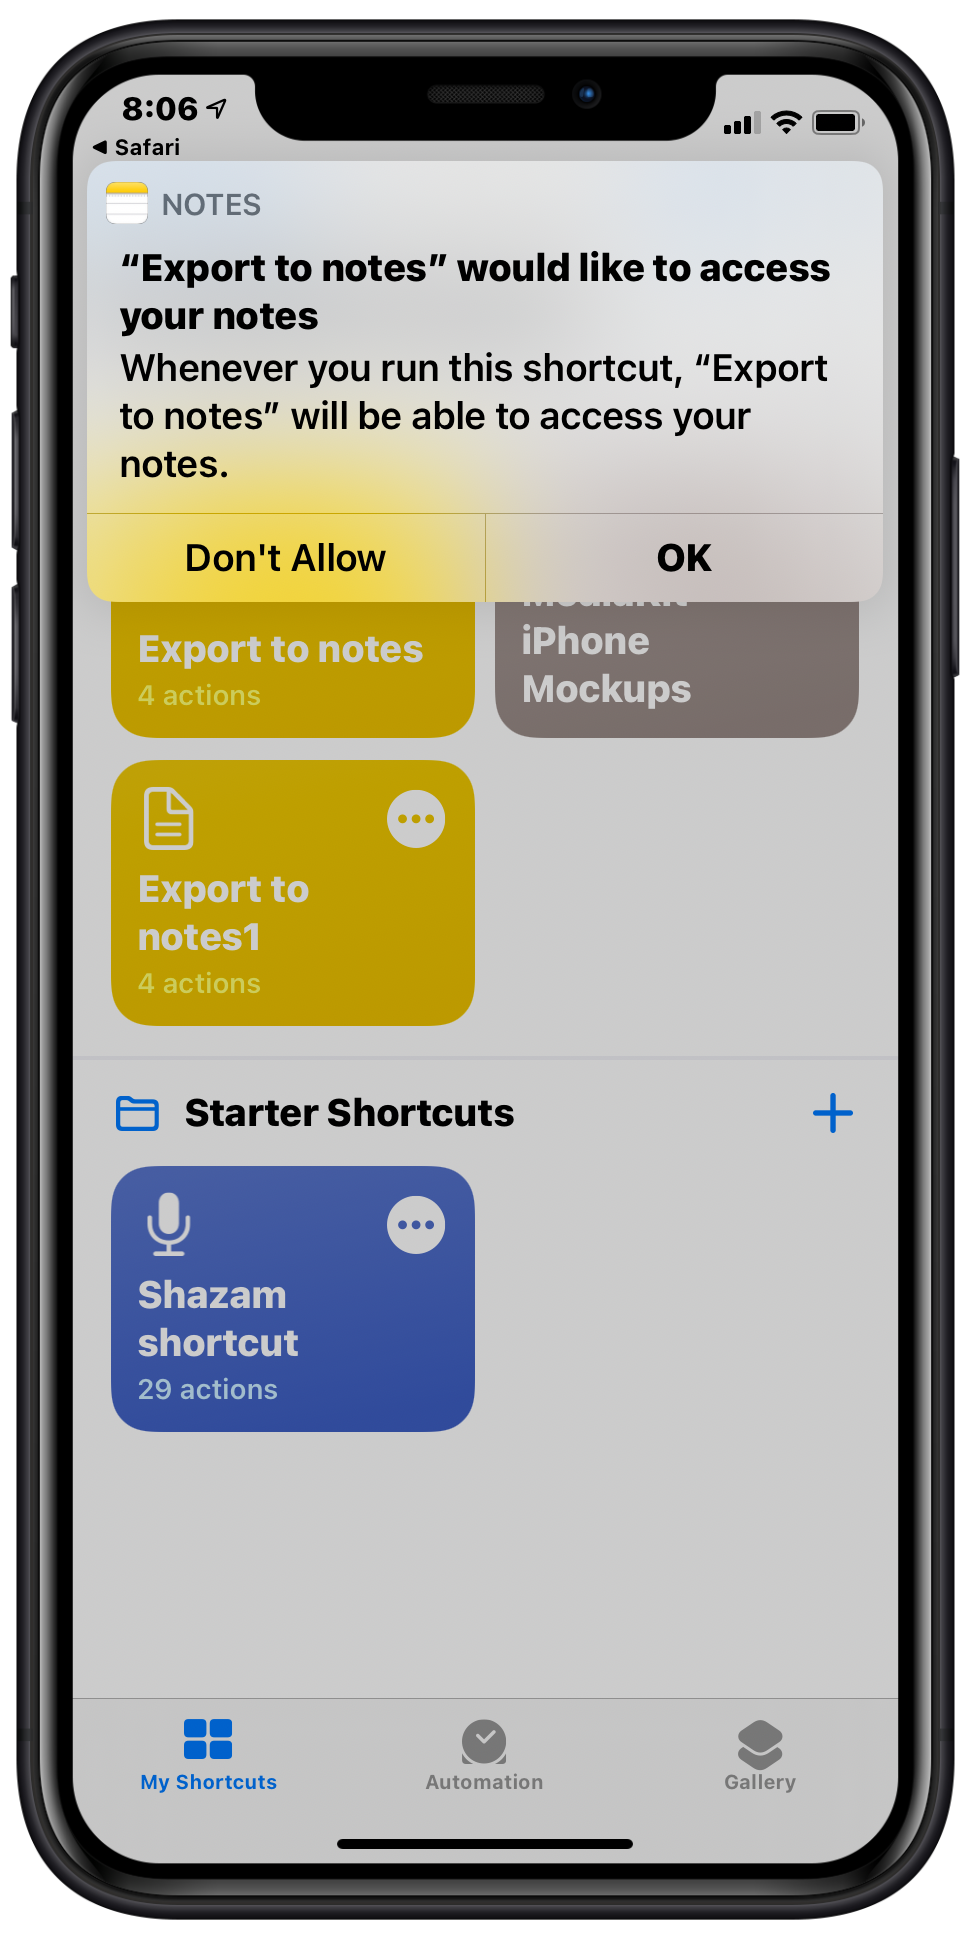 8:06
Safari
NOTES
“Export to notes” would like to access
your notes
Whenever you run this shortcut, “Export
to notes” will be able to access your
notes.
Don't Allow
OK
Export to notes
4 actions
iPhone
Mockups
Export to
notes1
4 actions
Starter Shortcuts
Shazam
shortcut
29 actions
My Shortcuts
Automation
Gallery